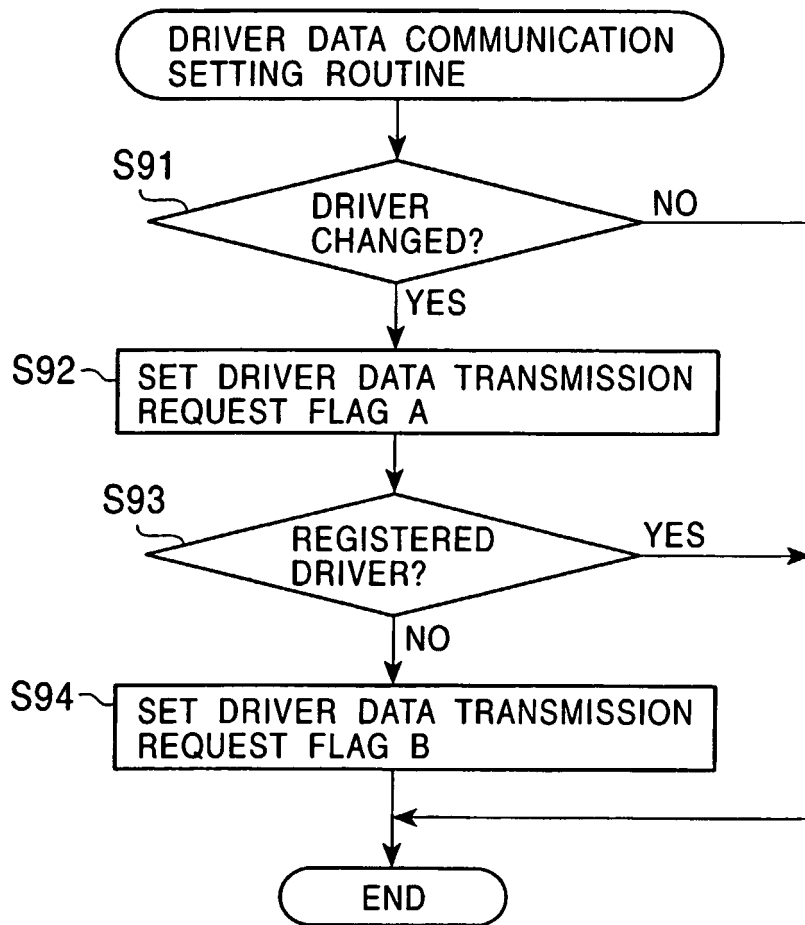 DRIVER DATA COMMUNICATION
SETTING ROUTINE
S91
DRIVER
CHANGED?
NO
YES
S92
SET DRIVER DATA TRANSMISSION
REQUEST FLAG A
S93
REGISTERED
DRIVER?
YES
NO
S94
SET DRIVER DATA TRANSMISSION
REQUEST FLAG B
END